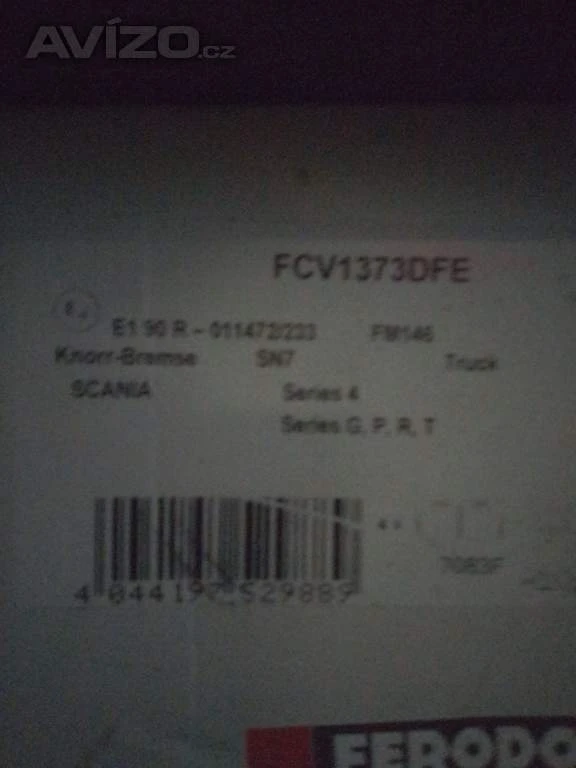 AVÍZO.cz
FCV1373DFE
E1 90 R - 011472/233 FM146
Knorr-Bremse SN7 Truck
SCANIA Series 4
Series G, P, R, T
7083F
4 044197 529889
FERODO